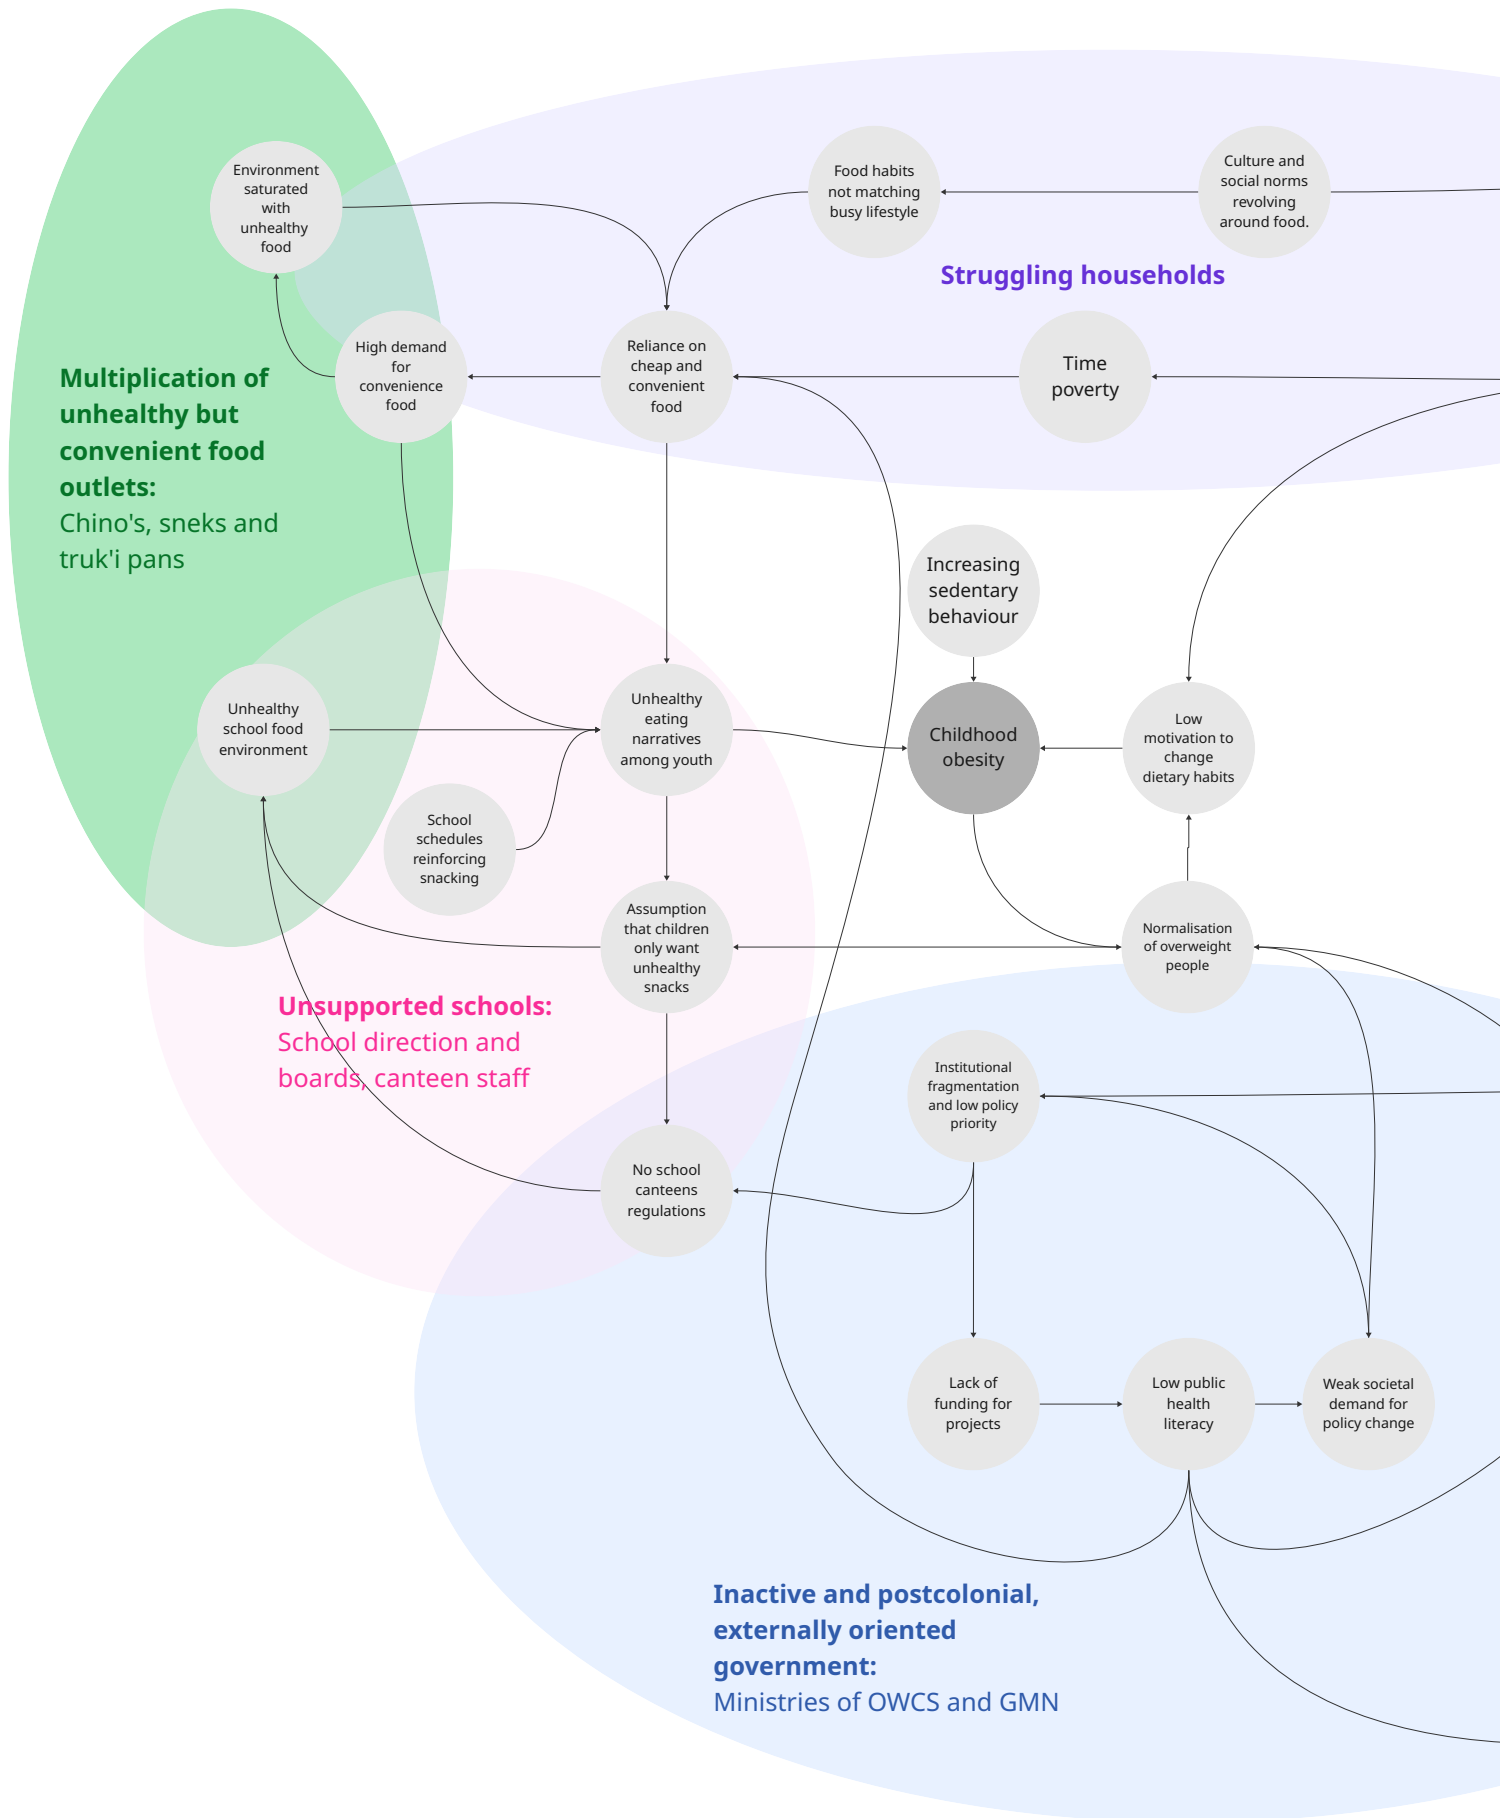 Environment
saturated
with
unhealthy
food
Food habits
not matching
busy lifestyle
Culture and
social norms
revolving
around food.
Struggling households
High demand
for
convenience
food
Reliance on
cheap and
convenient
food
Time
poverty
Multiplication of
unhealthy but
convenient food
outlets:
Chino's, sneks and
truk'i pans
Increasing
sedentary
behaviour
Unhealthy
school food
environment
Unhealthy
eating
narratives
among youth
Childhood
obesity
Low
motivation to
change
dietary habits
School
schedules
reinforcing
snacking
Assumption
that children
only want
unhealthy
snacks
Normalisation
of overweight
people
Unsupported schools:
School direction and
boards, canteen staff
Institutional
fragmentation
and low policy
priority
No school
canteens
regulations
Lack of
funding for
projects
Low public
health
literacy
Weak societal
demand for
policy change
Inactive and postcolonial,
externally oriented
government:
Ministries of OWCS and GMN